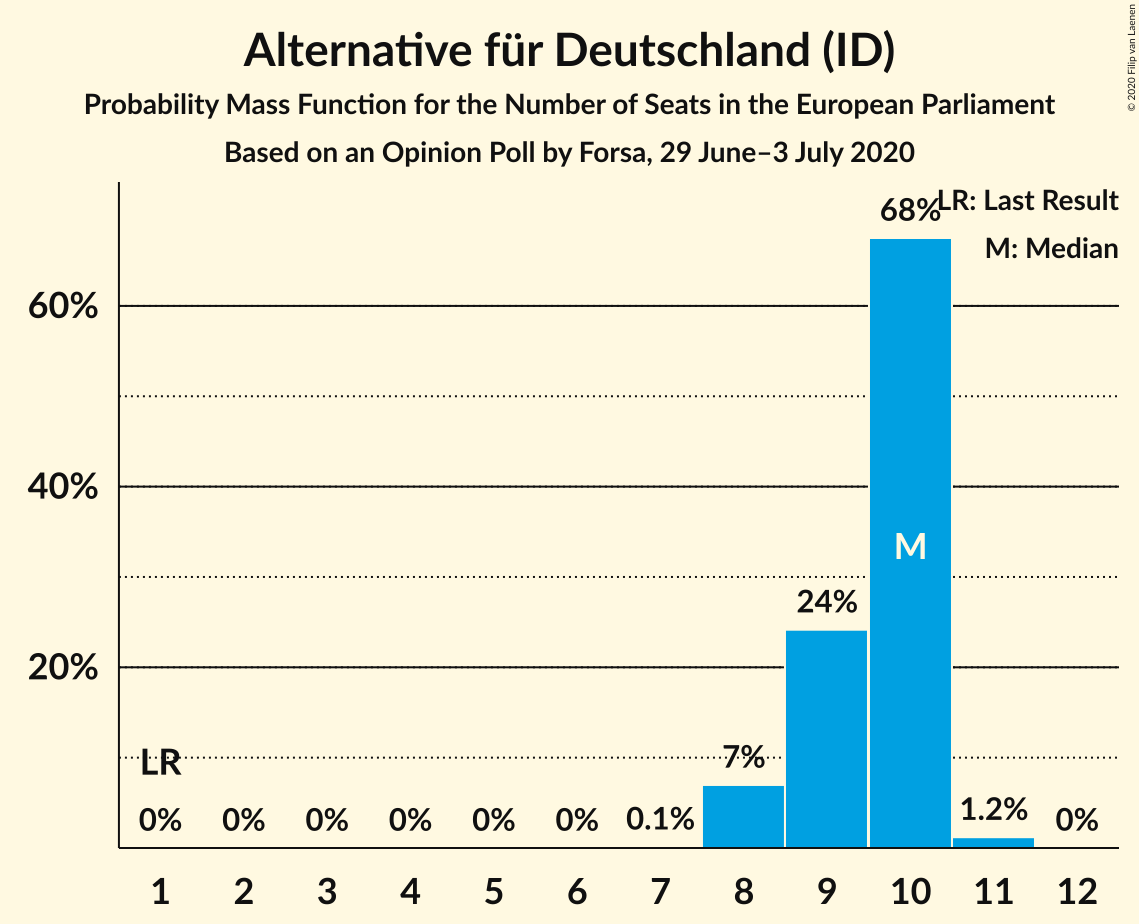 Alternative für Deutschland (ID)
Probability Mass Function for the Number of Seats in the European Parliament
Based on an Opinion Poll by Forsa, 29 June–3 July 2020
© 2020 Filip van Laenen
LR: Last Result
M: Median
68%
60%
40%
M
24%
20%
LR
7%
0% 0% 0% 0% 0% 0% 0.1% 1.2% 0%
1 2 3 4 5 6 7 8 9 10 11 12